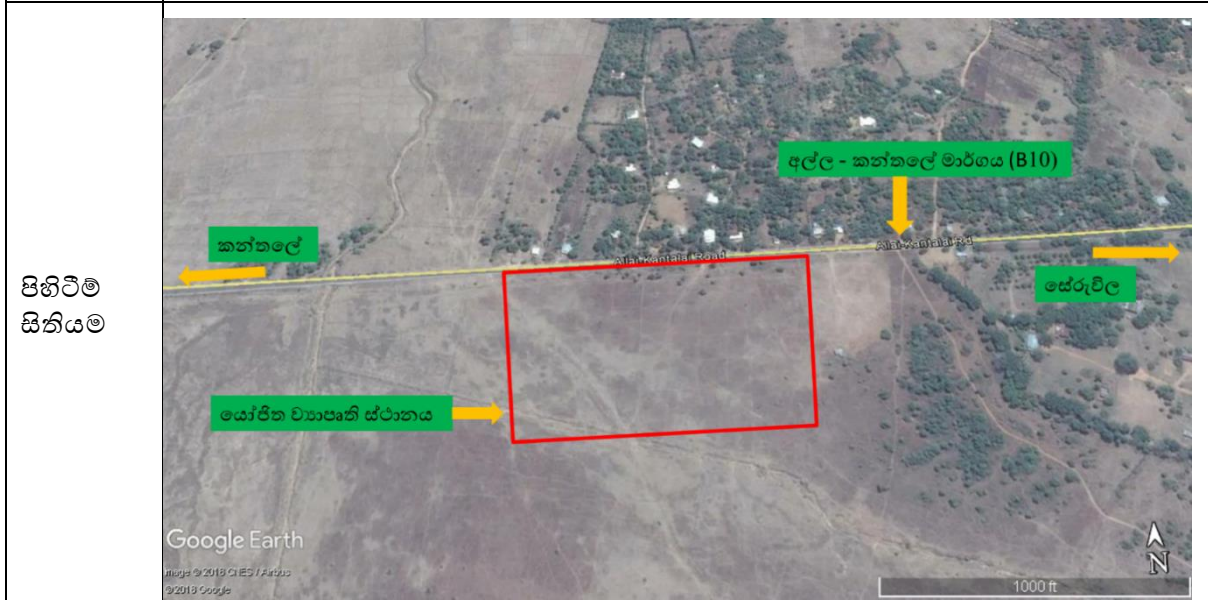 පිහිටීම්
සිතියම
අල්ල - කන්තලේ මාර්ගය (B10)
කන්තලේ
Allai Kantalai Road
Allai Kantalai Rd
සේරුවිල
යෝජිත ව්‍යාපෘති ස්ථානය
Google Earth
Image © 2018 CNES / Airbus
© 2018 Google
N
1000 ft